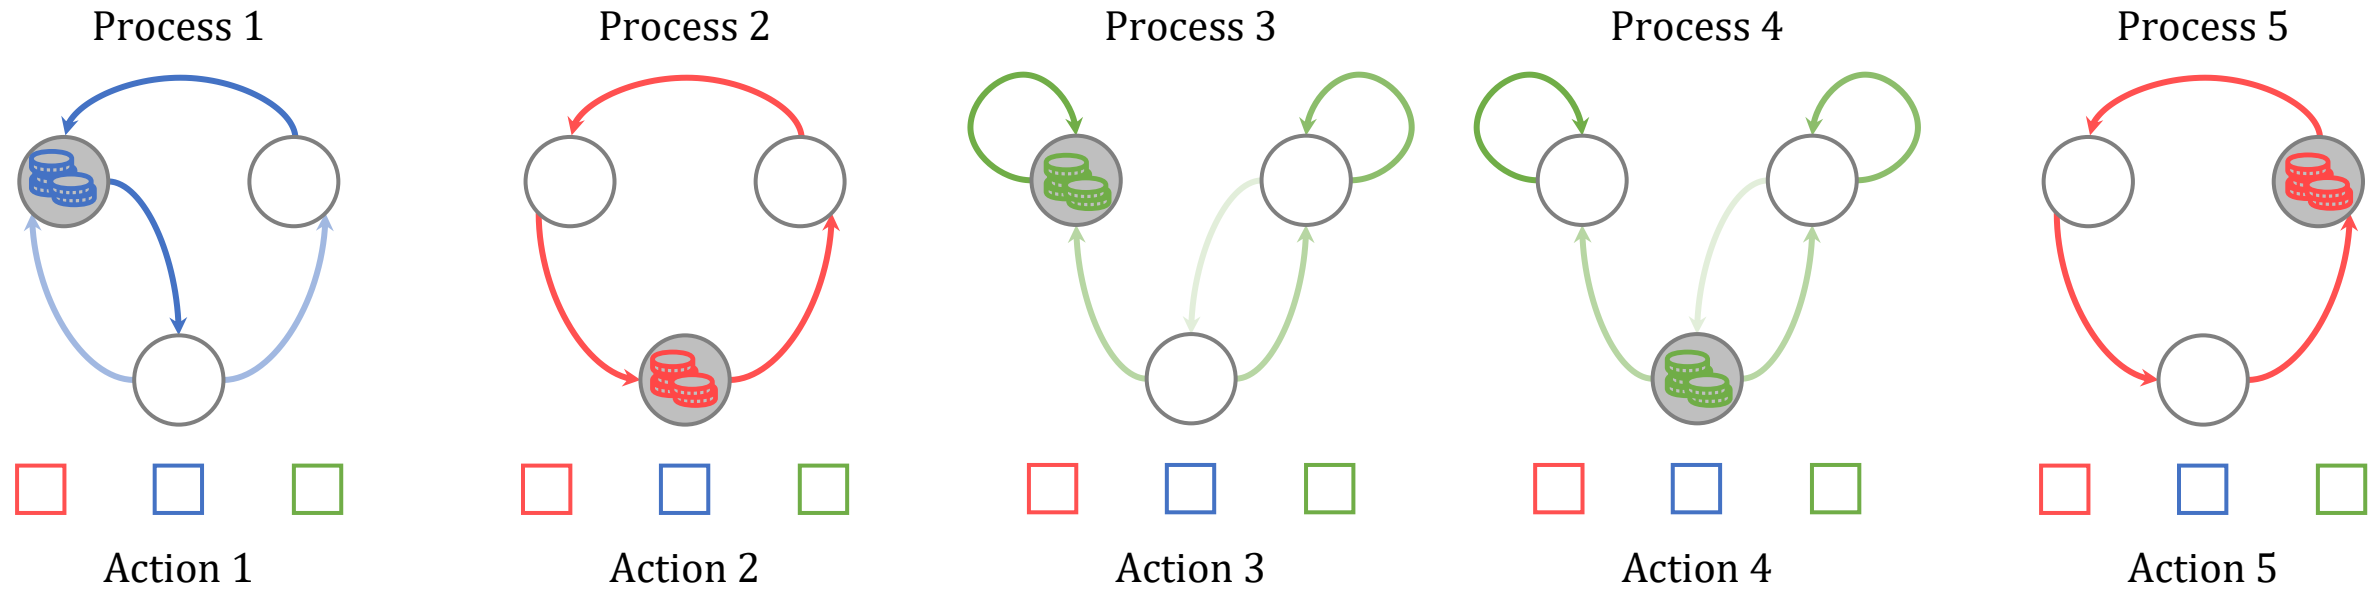 Process 1
Process 2
Process 3
Process 4
Process 5
Action 1
Action 2
Action 3
Action 4
Action 5